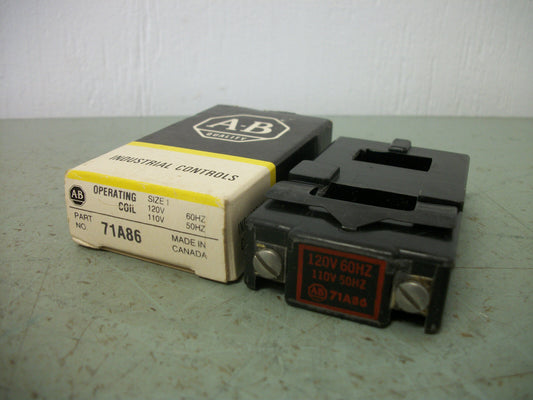 A-B
QUALITY
INDUSTRIAL CONTROLS
AB
OPERATING COIL
SIZE 1
120V 60HZ
110V 50HZ
PART NO.
71A86
MADE IN CANADA
120V 60HZ
110V 50HZ
AB 71A86